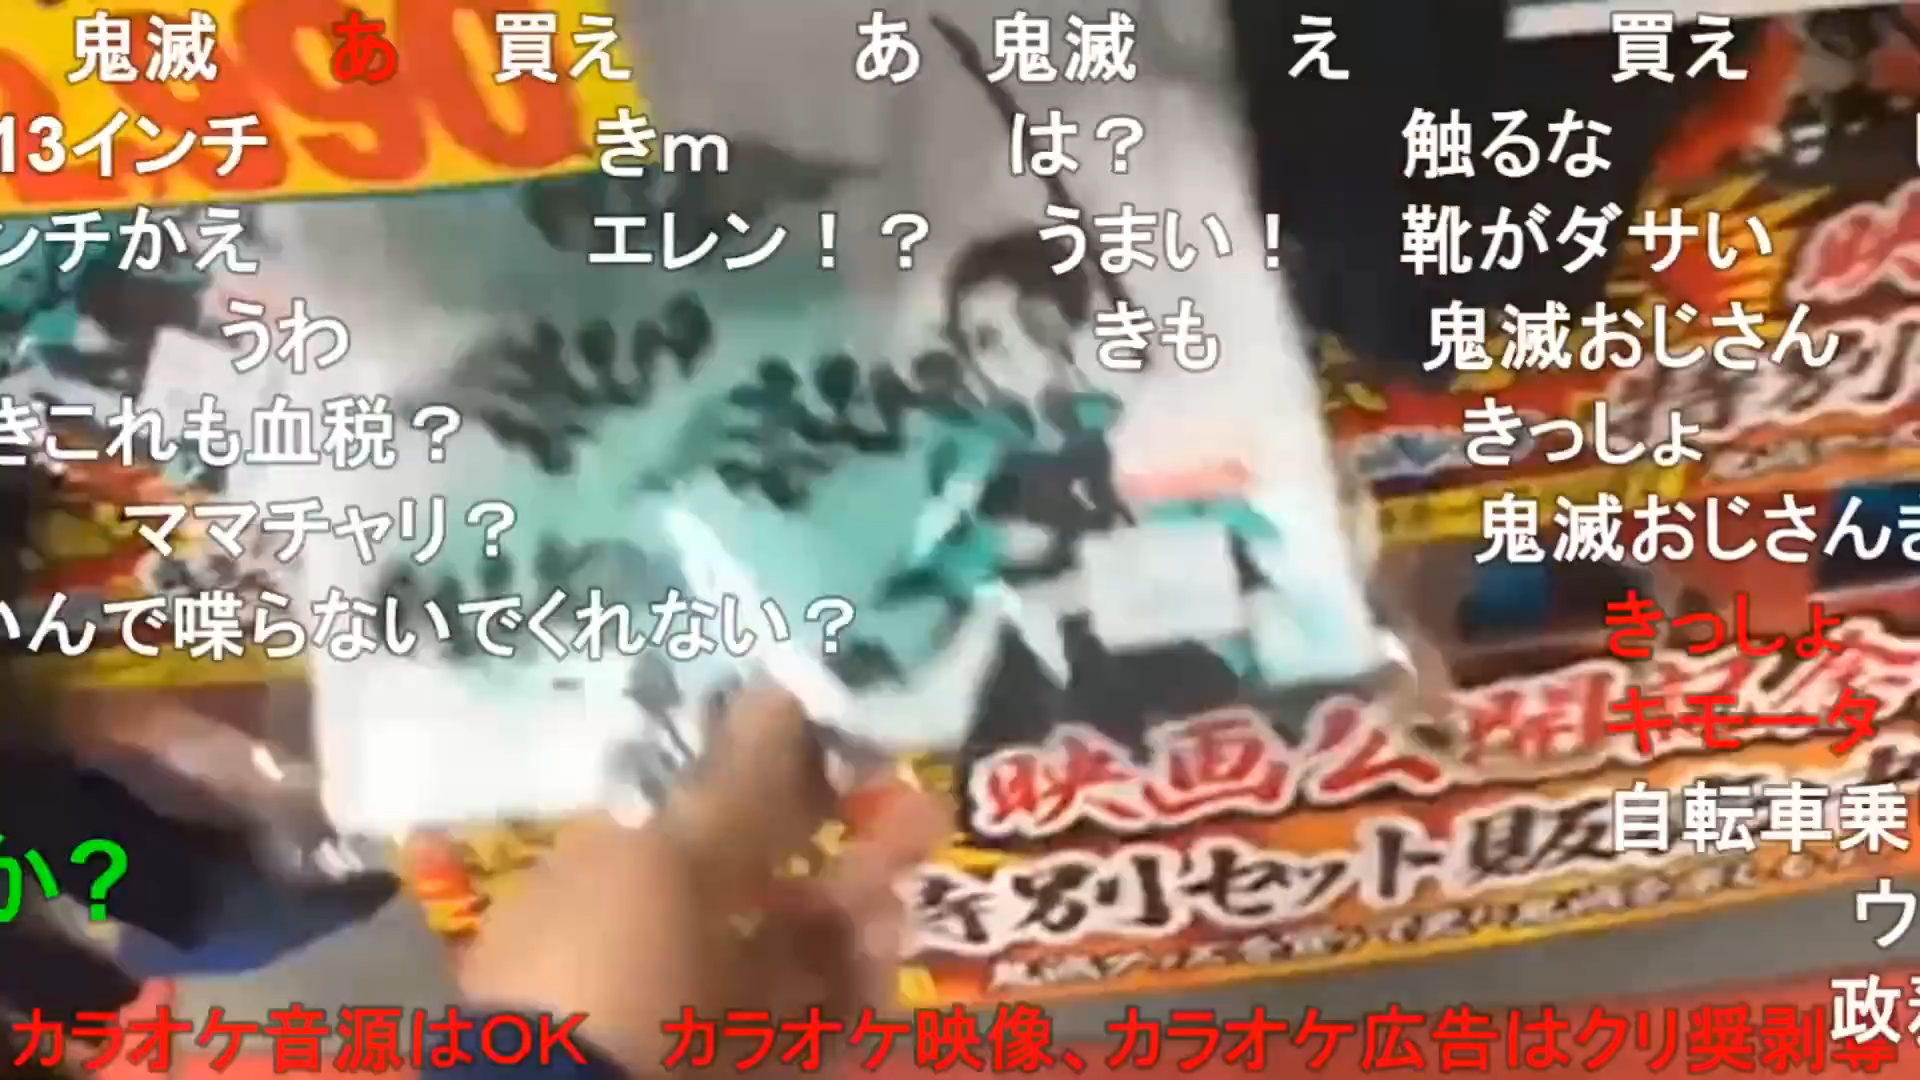 鬼滅 あ 買え あ 鬼滅 え 買え
13インチ きm は？ 触るな
ンチかえ エレン！？ うまい！ 靴がダサい
うわ きも 鬼滅おじさん
きこれも血税？ きっしょ
ママチャリ？ 鬼滅おじさんき
いんで喋らないでくれない？ きっしょ
キモータ
映画公開記念
自転車乗
か？
特別セット販
ウ
カラオケ音源はOK カラオケ映像、カラオケ広告はクリ奨剥奪
政